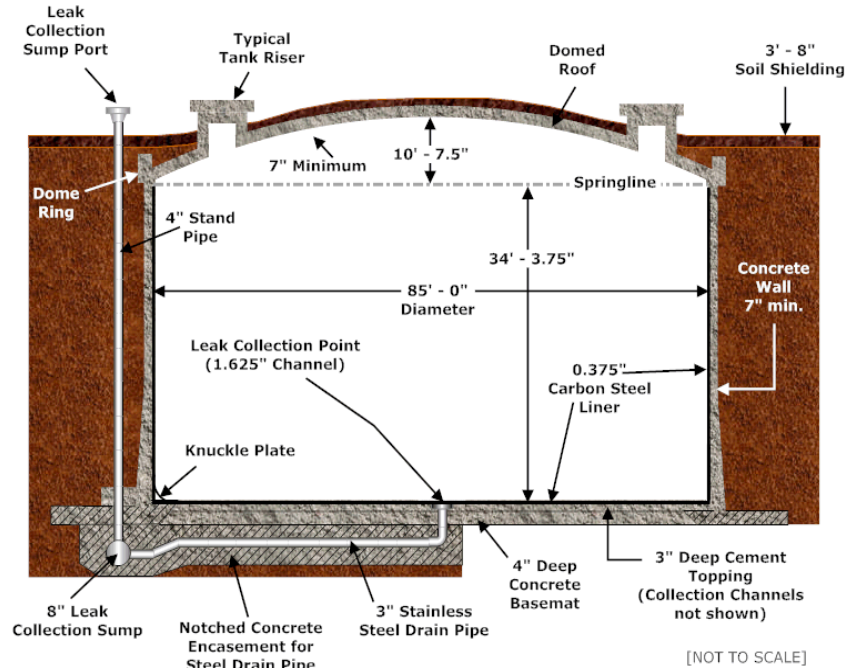 Leak
Collection
Sump Port
Typical
Tank Riser
Domed
Roof
3' - 8"
Soil Shielding
7" Minimum
10' - 7.5"
Springline
Dome
Ring
4" Stand
Pipe
34' - 3.75"
85' - 0"
Diameter
Concrete
Wall
7" min.
Leak Collection Point
(1.625" Channel)
0.375"
Carbon Steel
Liner
Knuckle Plate
8" Leak
Collection Sump
Notched Concrete
Encasement for
Steel Drain Pipe
3" Stainless
Steel Drain Pipe
4" Deep
Concrete
Basemat
3" Deep Cement
Topping
(Collection Channels
not shown)
[NOT TO SCALE]